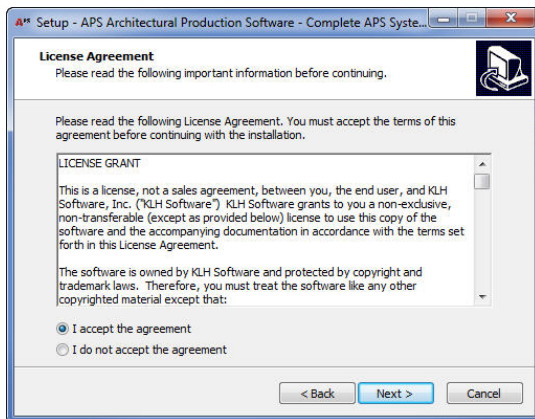 APS Setup - APS Architectural Production Software - Complete APS Syste...
License Agreement
Please read the following important information before continuing.
Please read the following License Agreement. You must accept the terms of this
agreement before continuing with the installation.
LICENSE GRANT
This is a license, not a sales agreement, between you, the end user, and KLH
Software, Inc. ("KLH Software") KLH Software grants to you a non-exclusive,
non-transferable (except as provided below) license to use this copy of the
software and the accompanying documentation in accordance with the terms set
forth in this License Agreement.
The software is owned by KLH Software and protected by copyright and
trademark laws. Therefore, you must treat the software like any other
copyrighted material except that:
I accept the agreement
I do not accept the agreement
< Back Next > Cancel